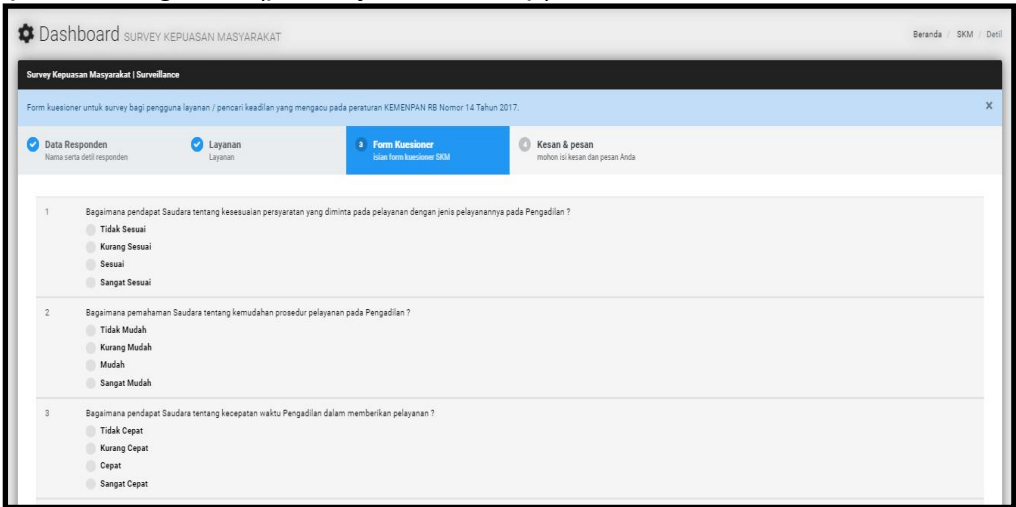 Dashboard SURVEY KEPUASAN MASYARAKAT
Beranda / SKM / Detil
Survey Kepuasan Masyarakat | Surveillance
Form kuesioner untuk survey bagi pengguna layanan / pencari keadilan yang mengacu pada peraturan KEMENPAN RB Nomor 14 Tahun 2017.
Data Responden
Nama serta detil responden
Layanan
Layanan
3 Form Kuesioner
isian form kuesioner SKM
4 Kesan & pesan
mohon isi kesan dan pesan Anda
1 Bagaimana pendapat Saudara tentang kesesuaian persyaratan yang diminta pada pelayanan dengan jenis pelayanannya pada Pengadilan ?
Tidak Sesuai
Kurang Sesuai
Sesuai
Sangat Sesuai
2 Bagaimana pemahaman Saudara tentang kemudahan prosedur pelayanan pada Pengadilan ?
Tidak Mudah
Kurang Mudah
Mudah
Sangat Mudah
3 Bagaimana pendapat Saudara tentang kecepatan waktu Pengadilan dalam memberikan pelayanan ?
Tidak Cepat
Kurang Cepat
Cepat
Sangat Cepat